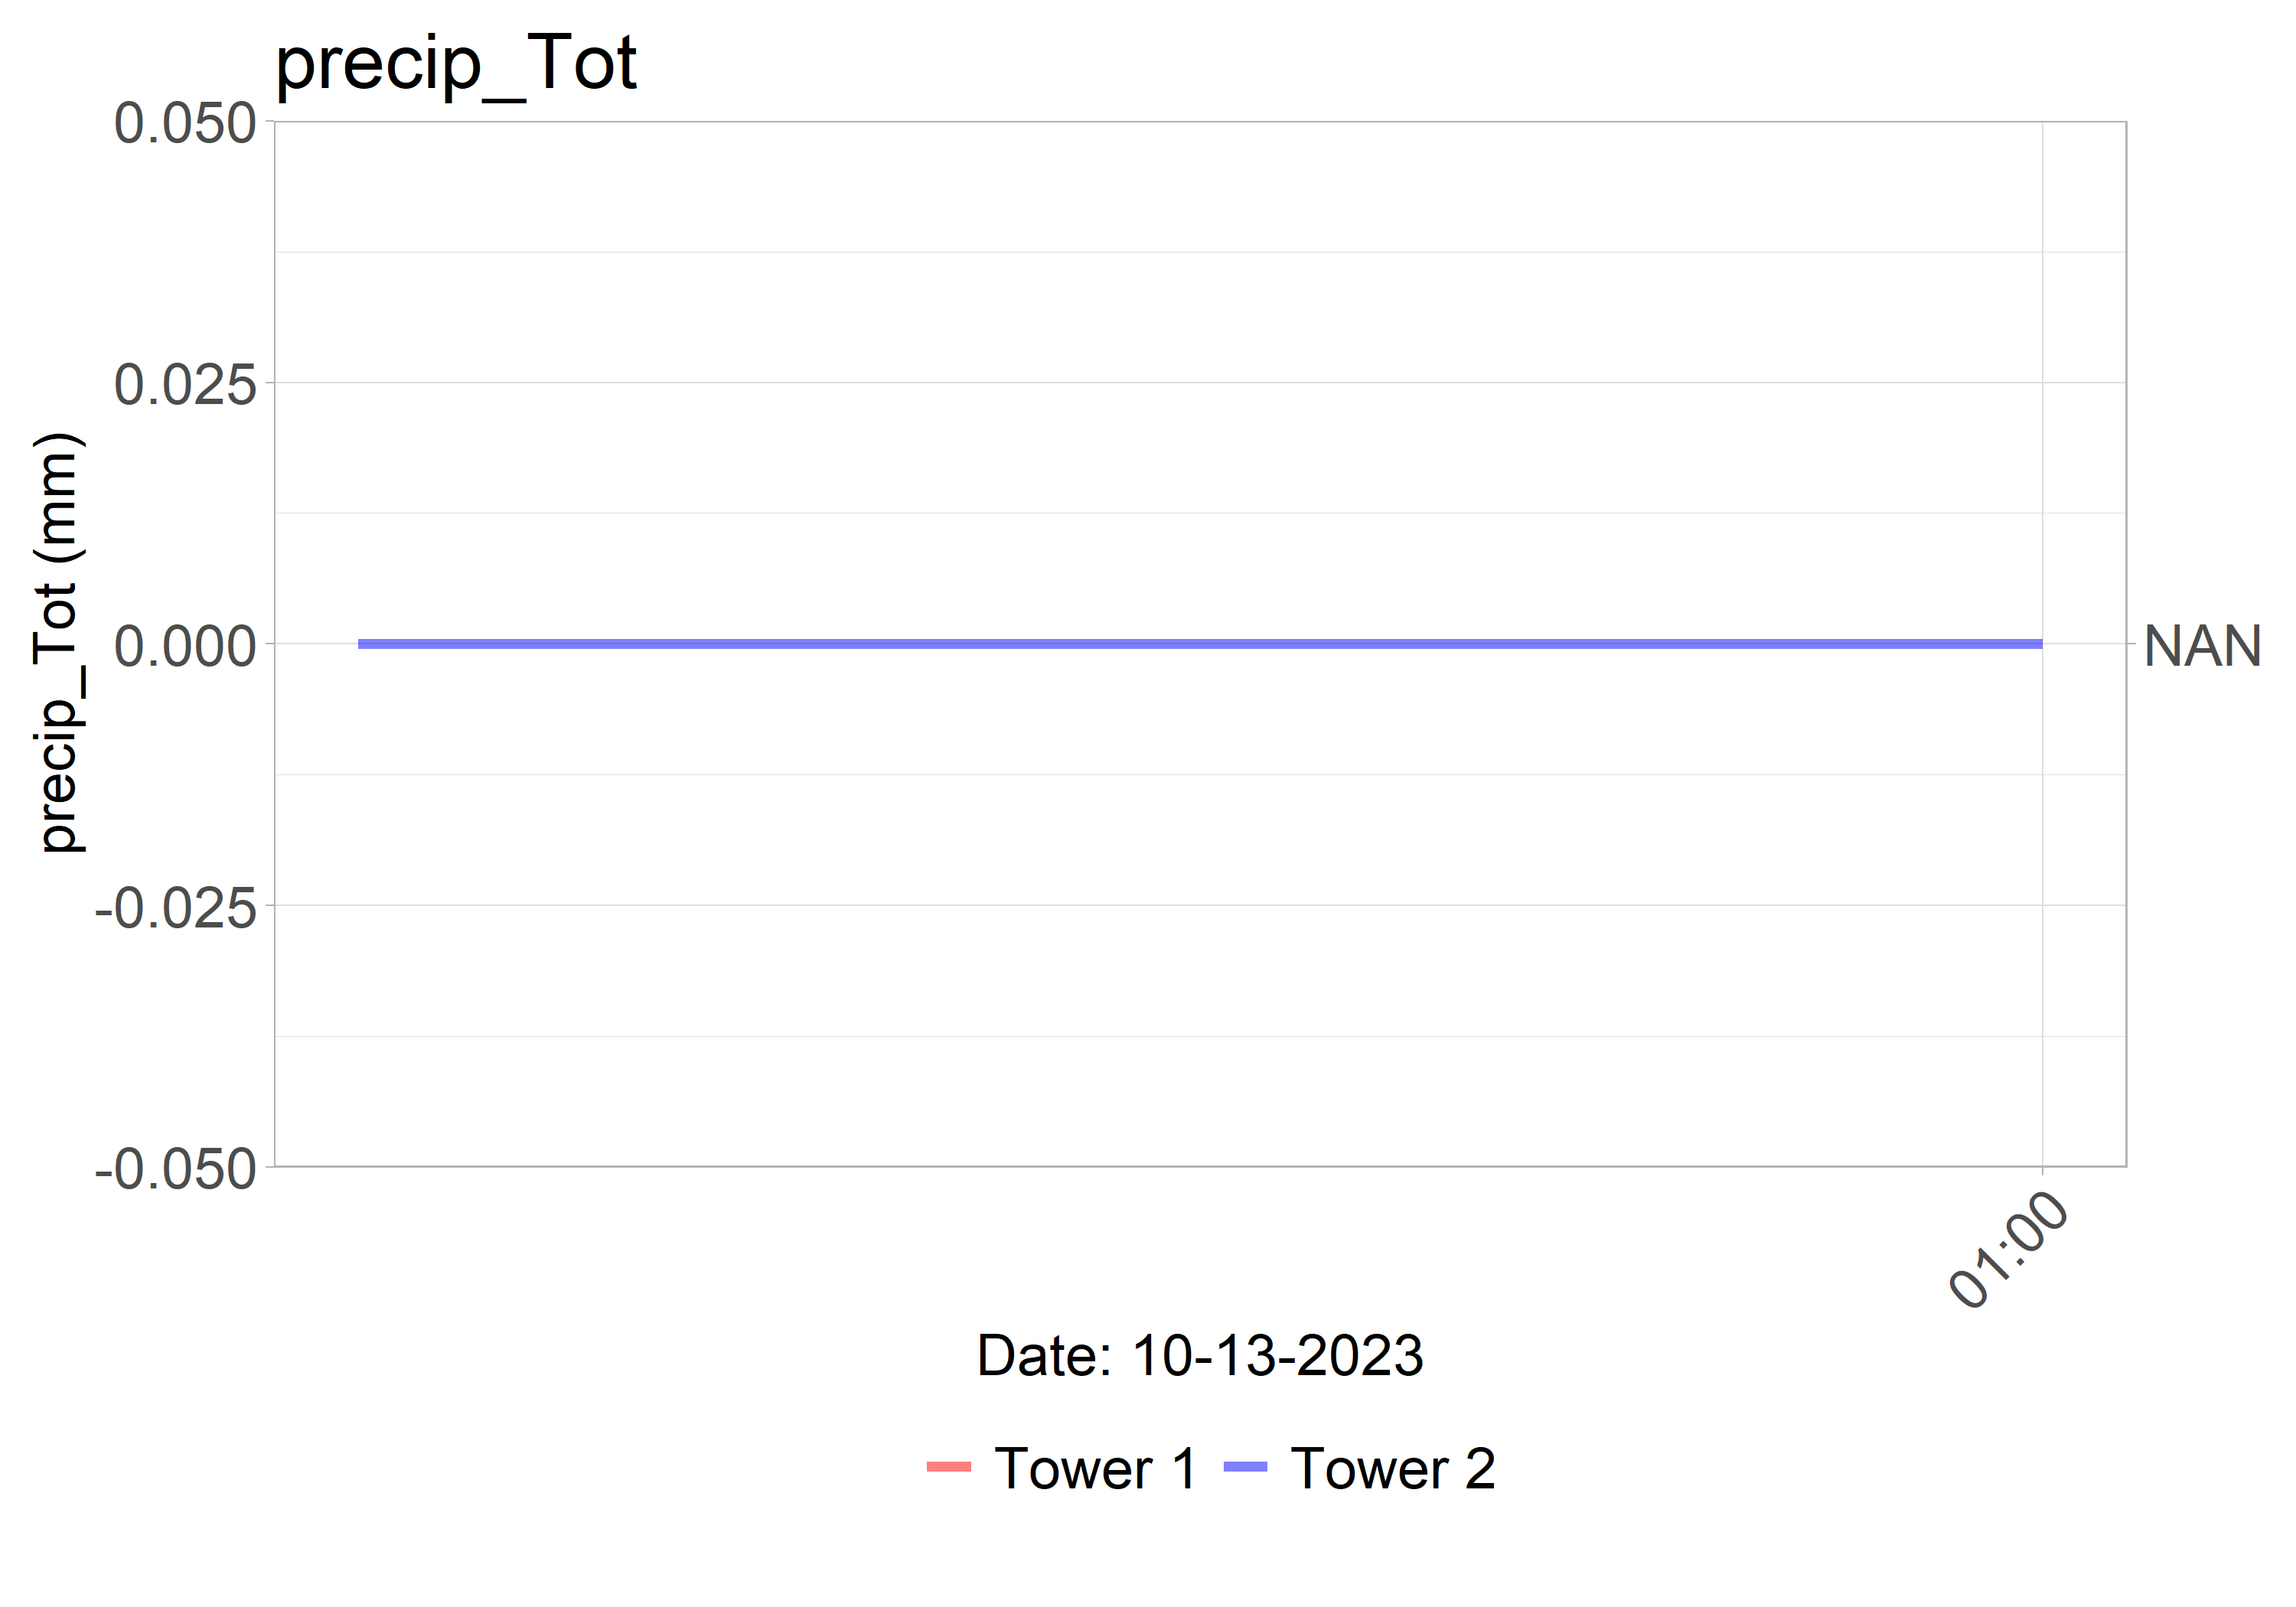 precip_Tot
precip_Tot (mm)
0.050
0.025
0.000
-0.025
-0.050
NAN
01:00
Date: 10-13-2023
Tower 1 Tower 2